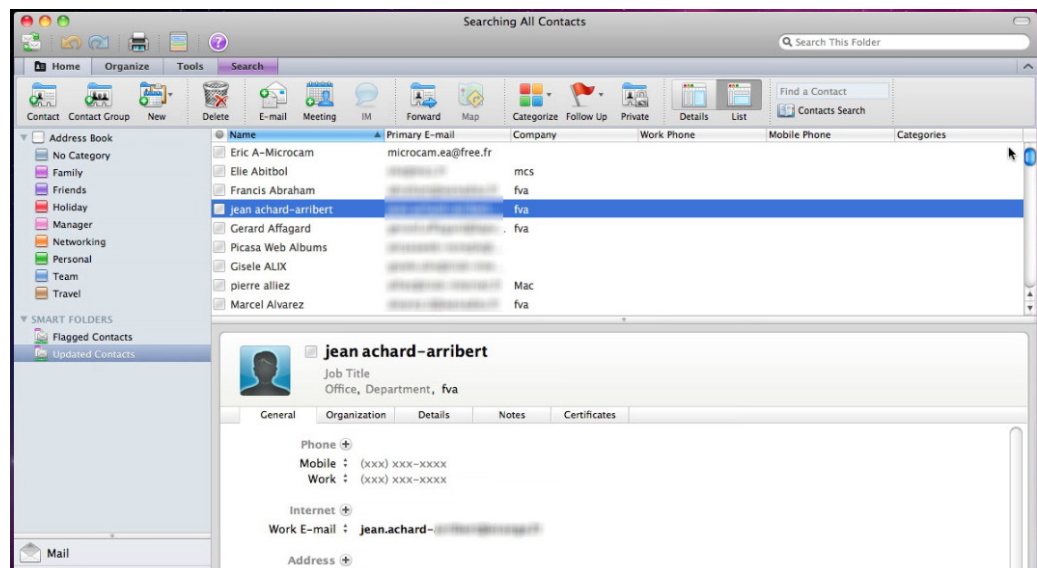 Searching All Contacts
Search This Folder
Home Organize Tools Search
Contact Contact Group New Delete E-mail Meeting IM Forward Map Categorize Follow Up Private Details List
Find a Contact
Contacts Search
Address Book
No Category
Family
Friends
Holiday
Manager
Networking
Personal
Team
Travel
SMART FOLDERS
Flagged Contacts
Updated Contacts
Mail
Name Primary E-mail Company Work Phone Mobile Phone Categories
Eric A-Microcam microcam.ea@free.fr
Elie Abitbol mcs
Francis Abraham fva
jean achard-arribert fva
Gerard Affagard . fva
Picasa Web Albums
Gisele ALIX
pierre alliez Mac
Marcel Alvarez fva
jean achard-arribert
Job Title
Office, Department, fva
General Organization Details Notes Certificates
Phone
Mobile (xxx) xxx-xxxx
Work (xxx) xxx-xxxx
Internet
Work E-mail jean.achard-
Address